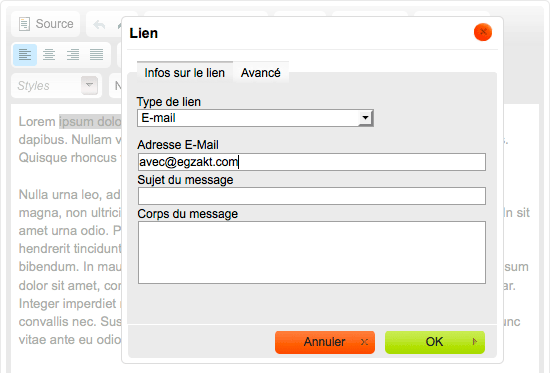 Source
Lien
Infos sur le lien Avancé
Styles
N
Type de lien
E-mail
Adresse E-Mail
avec@egzakt.com
Sujet du message
Corps du message
Annuler OK
Lorem ipsum dolo
dapibus. Nullam v
Quisque rhoncus
Nulla urna leo, ad
magna, non ultrici In sit
amet urna odio. P
hendrerit tincidunt
bibendum. In mau sum
dolor sit amet, con ar.
Integer imperdiet
convallis nec. Sus unc
vitae ante eu odio